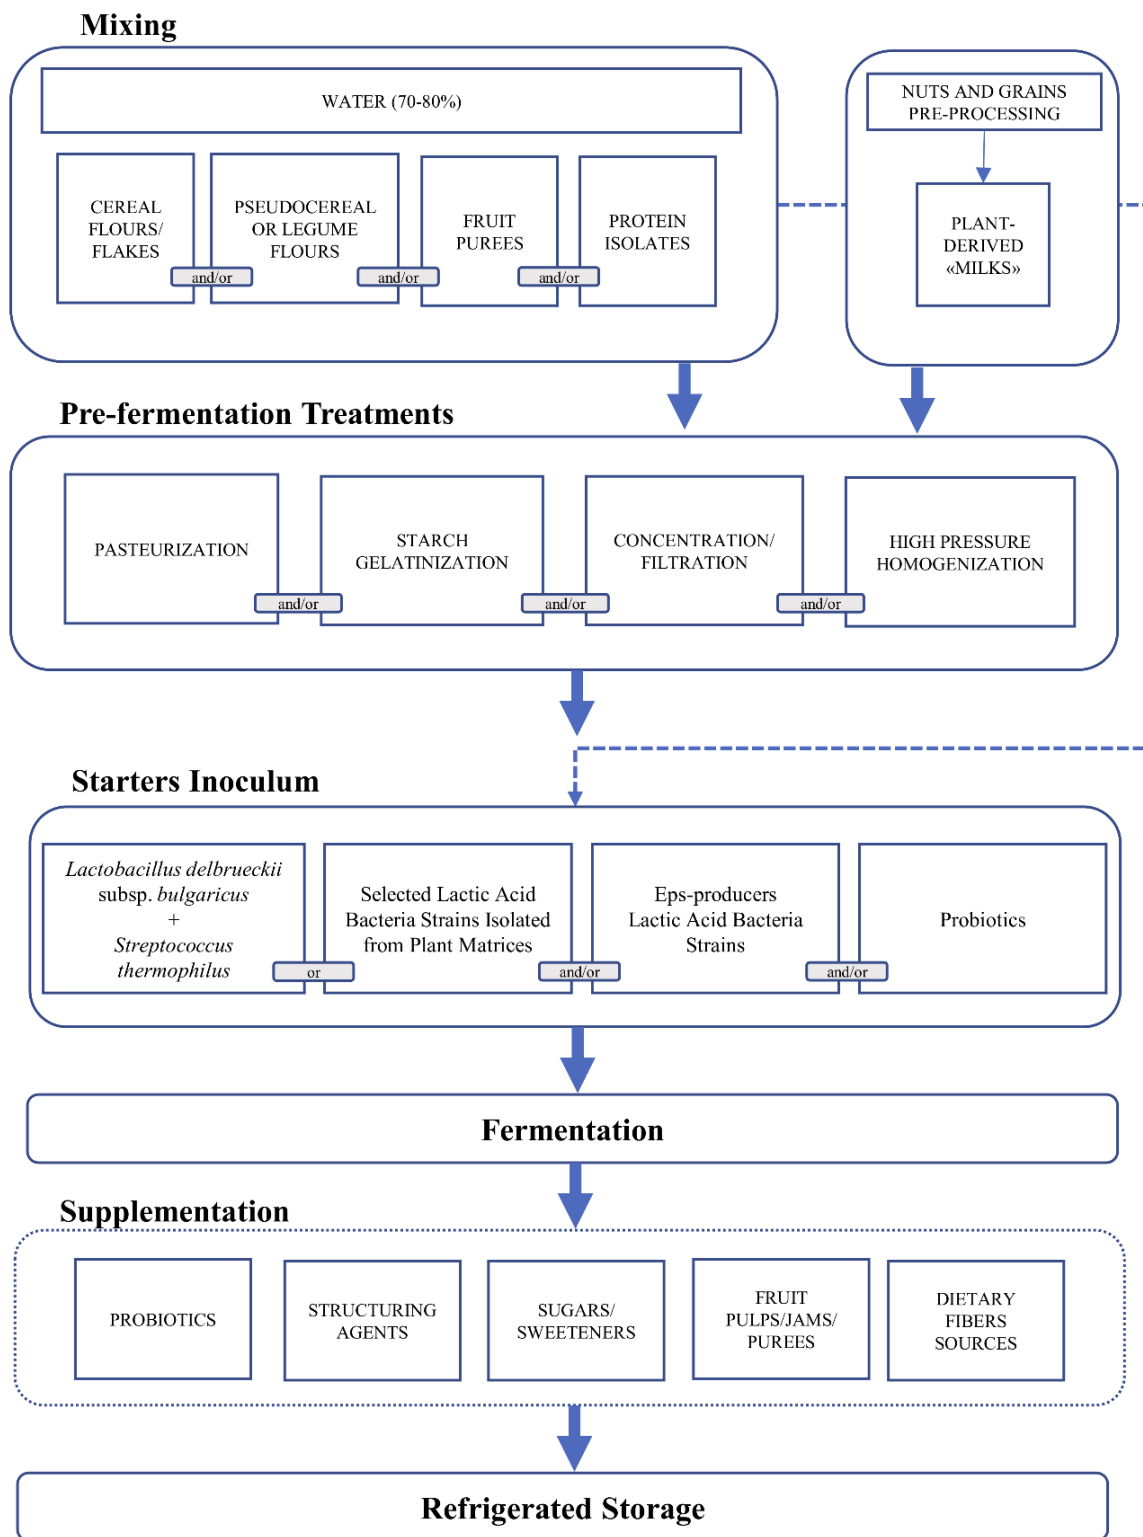 Mixing
WATER (70-80%)
CEREAL
FLOURS/
FLAKES
and/or
PSEUDOCEREAL
OR LEGUME
FLOURS
and/or
FRUIT
PUREES
and/or
PROTEIN
ISOLATES
NUTS AND GRAINS
PRE-PROCESSING
PLANT-
DERIVED
«MILKS»
Pre-fermentation Treatments
PASTEURIZATION
and/or
STARCH
GELATINIZATION
and/or
CONCENTRATION/
FILTRATION
and/or
HIGH PRESSURE
HOMOGENIZATION
Starters Inoculum
Lactobacillus delbrueckii
subsp. bulgaricus
+
Streptococcus
thermophilus
or
Selected Lactic Acid
Bacteria Strains Isolated
from Plant Matrices
and/or
Eps-producers
Lactic Acid Bacteria
Strains
and/or
Probiotics
Fermentation
Supplementation
PROBIOTICS
STRUCTURING
AGENTS
SUGARS/
SWEETENERS
FRUIT
PULPS/JAMS/
PUREES
DIETARY
FIBERS
SOURCES
Refrigerated Storage